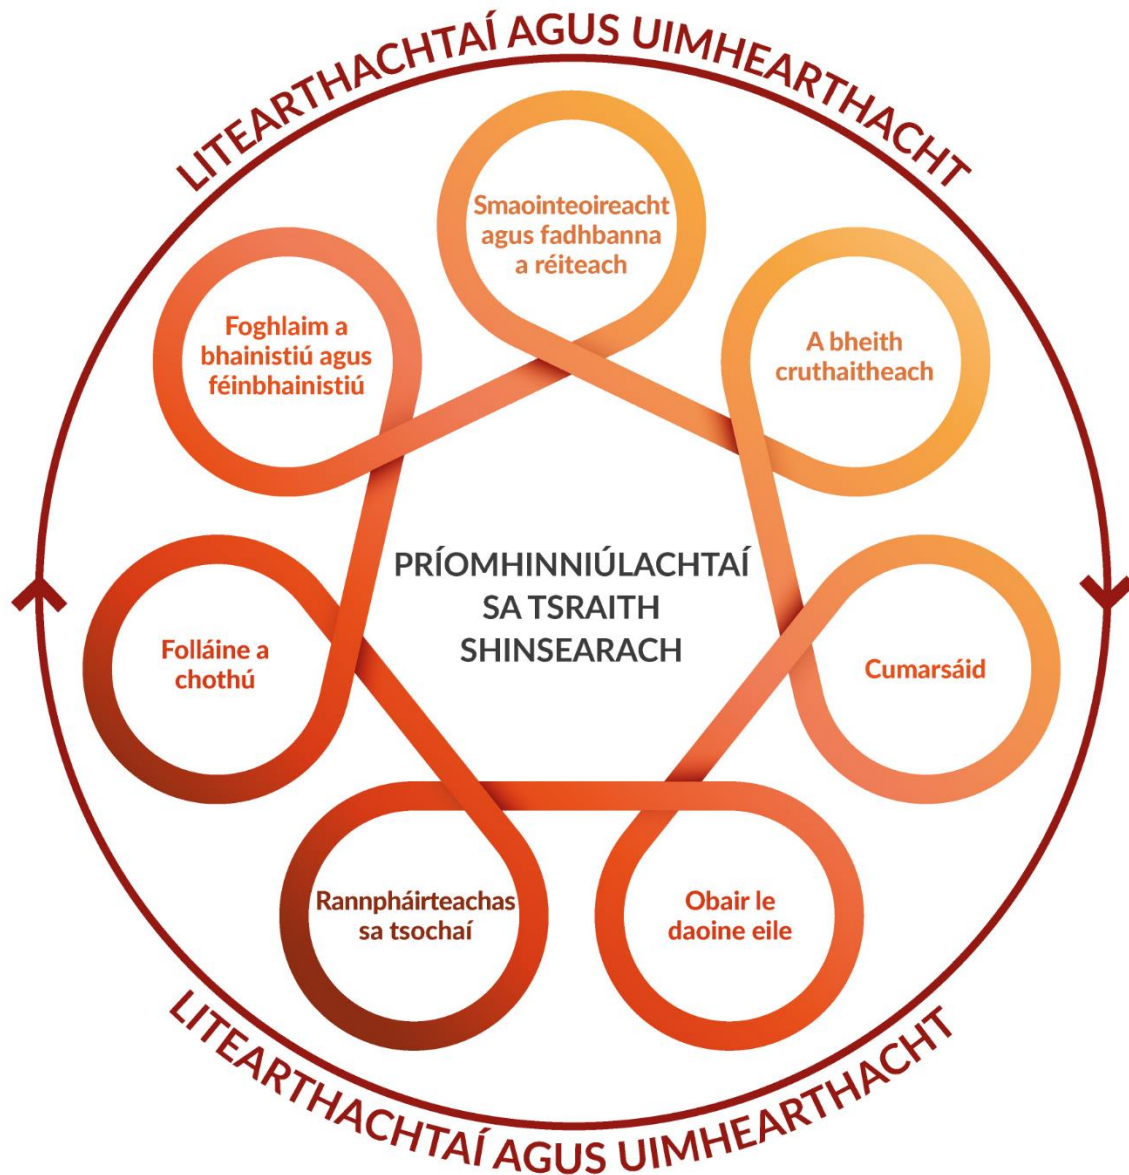 LITEARTHACHTAÍ AGUS UIMHEARTHACHT
Smaointeoireacht
agus fadhbanna
a réiteach
A bheith
cruthaitheach
Cumarsáid
Obair le
daoine eile
Rannpháirteachas
sa tsochaí
Folláine a
chothú
Foghlaim a
bhainistiú agus
féinbhainistiú
PRÍOMHINNIÚLACHTAÍ
SA TSRAITH
SHINSEARACH
LITEARTHACHTAÍ AGUS UIMHEARTHACHT